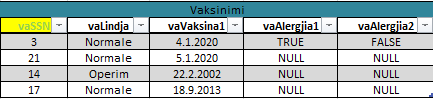 Vaksinimi
vaSSN vaLindja vaVaksina1 vaAlergjia1 vaAlergjia2
3 Normale 4.1.2020 TRUE FALSE
21 Normale 5.1.2020 NULL NULL
14 Operim 22.2.2002 NULL NULL
17 Normale 18.9.2013 NULL NULL